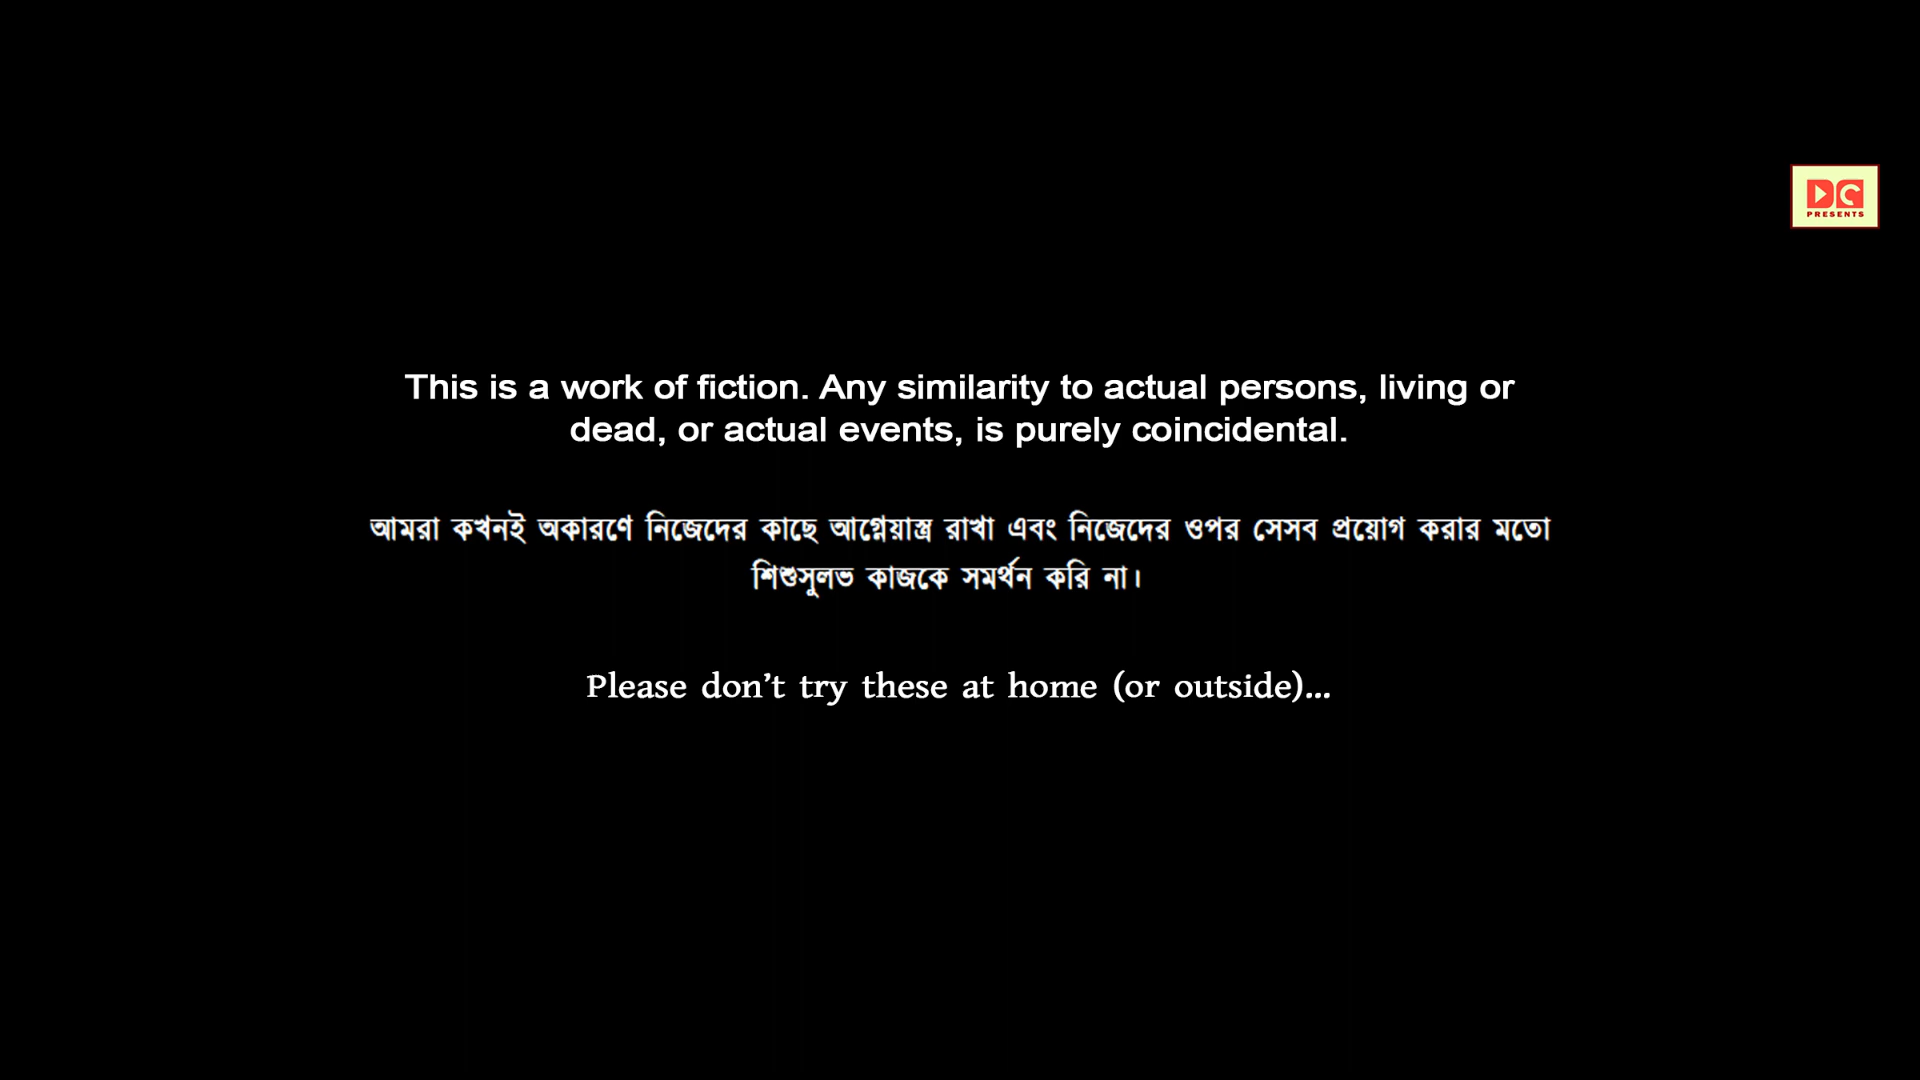 DC
PRESENTS
This is a work of fiction. Any similarity to actual persons, living or
dead, or actual events, is purely coincidental.
আমরা কখনই অকারণে নিজেদের কাছে আগ্নেয়াস্ত্র রাখা এবং নিজেদের ওপর সেসব প্রয়োগ করার মতো
শিশুসুলভ কাজকে সমর্থন করি না।
Please don’t try these at home (or outside)...